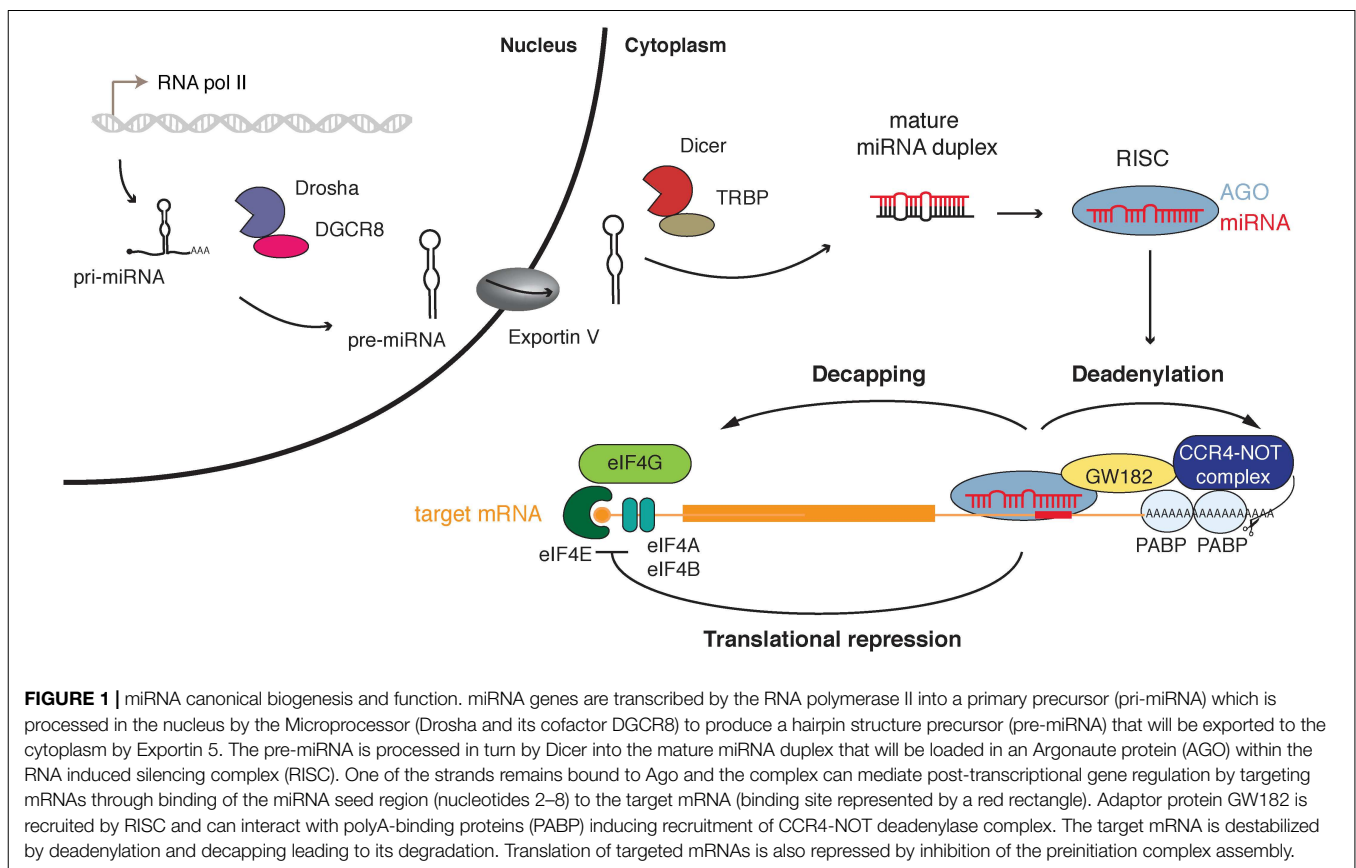 Nucleus
Cytoplasm
RNA pol II
Drosha
DGCR8
AAA
pri-miRNA
pre-miRNA
Exportin V
Dicer
TRBP
mature
miRNA duplex
RISC
AGO
miRNA
Decapping
Deadenylation
eIF4G
GW182
CCR4-NOT
complex
target mRNA
AAAAAAAAAAAAAAAAAA
eIF4E
eIF4A
eIF4B
PABP
PABP
Translational repression
FIGURE 1 | miRNA canonical biogenesis and function. miRNA genes are transcribed by the RNA polymerase II into a primary precursor (pri-miRNA) which is
processed in the nucleus by the Microprocessor (Drosha and its cofactor DGCR8) to produce a hairpin structure precursor (pre-miRNA) that will be exported to the
cytoplasm by Exportin 5. The pre-miRNA is processed in turn by Dicer into the mature miRNA duplex that will be loaded in an Argonaute protein (AGO) within the
RNA induced silencing complex (RISC). One of the strands remains bound to Ago and the complex can mediate post-transcriptional gene regulation by targeting
mRNAs through binding of the miRNA seed region (nucleotides 2–8) to the target mRNA (binding site represented by a red rectangle). Adaptor protein GW182 is
recruited by RISC and can interact with polyA-binding proteins (PABP) inducing recruitment of CCR4-NOT deadenylase complex. The target mRNA is destabilized
by deadenylation and decapping leading to its degradation. Translation of targeted mRNAs is also repressed by inhibition of the preinitiation complex assembly.